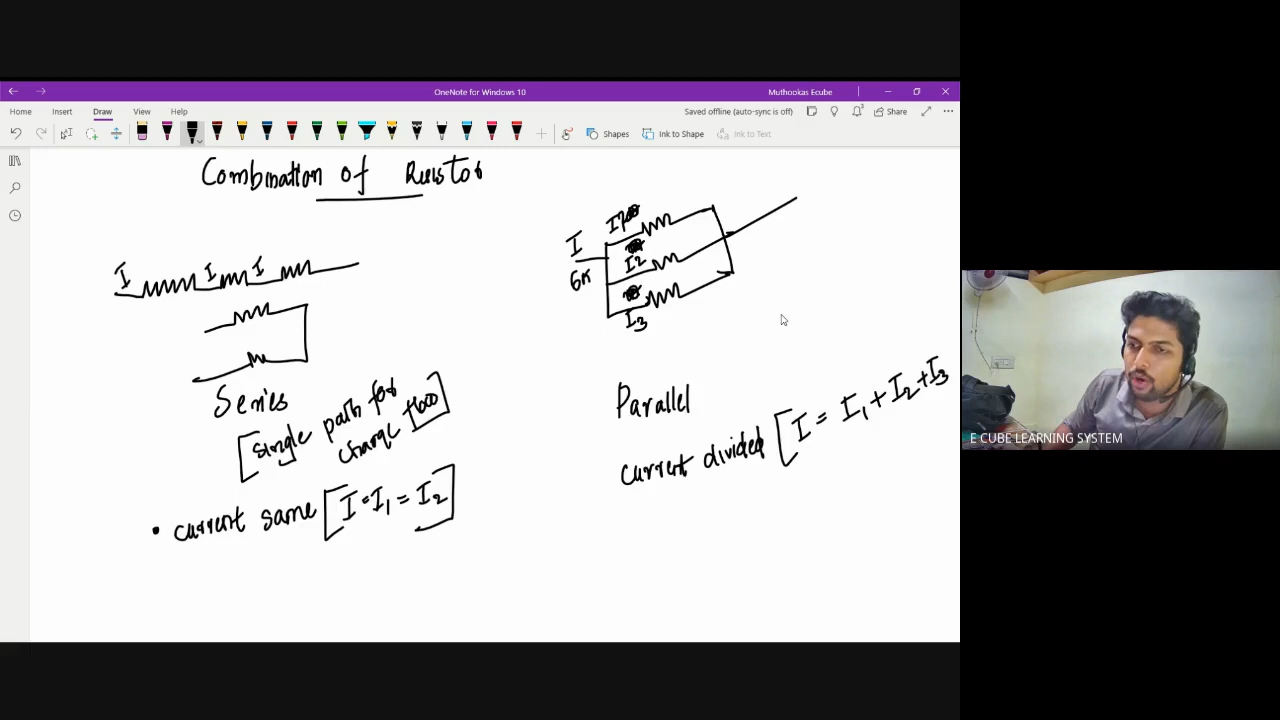 OneNote for Windows 10
Muthookas Ecube
Home Insert Draw View Help
Saved offline (auto-sync is off)
Share
Shapes
Ink to Shape
Ink to Text
Combination of Resistor
I I I
Series
[single path for
charge flow]
• current same [I = I1 = I2]
I
I2
I3
Parallel
current divided [I = I1 + I2 + I3
E CUBE LEARNING SYSTEM